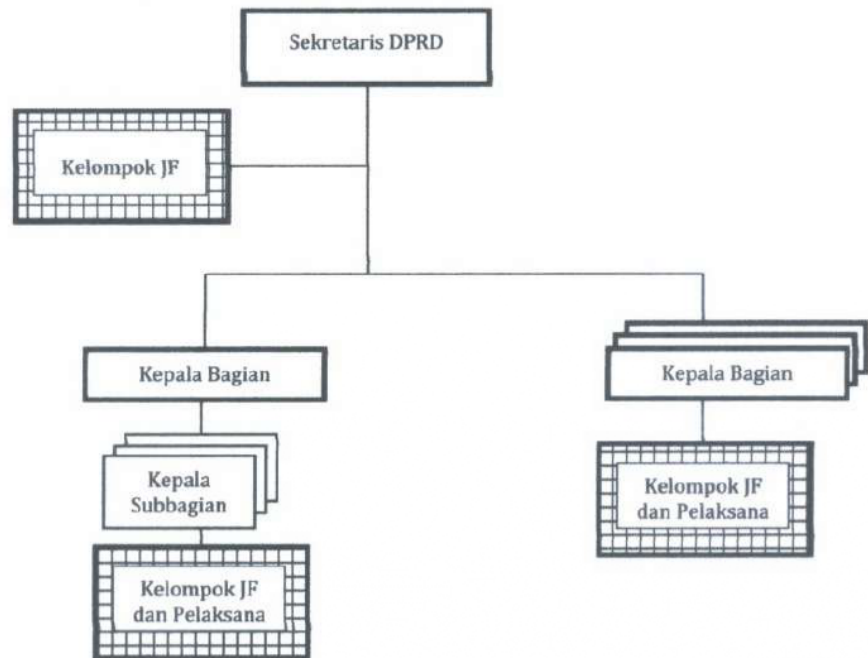 Sekretaris DPRD
Kelompok JF
Kepala Bagian
Kepala Bagian
Kepala
Subbagian
Kelompok JF
dan Pelaksana
Kelompok JF
dan Pelaksana